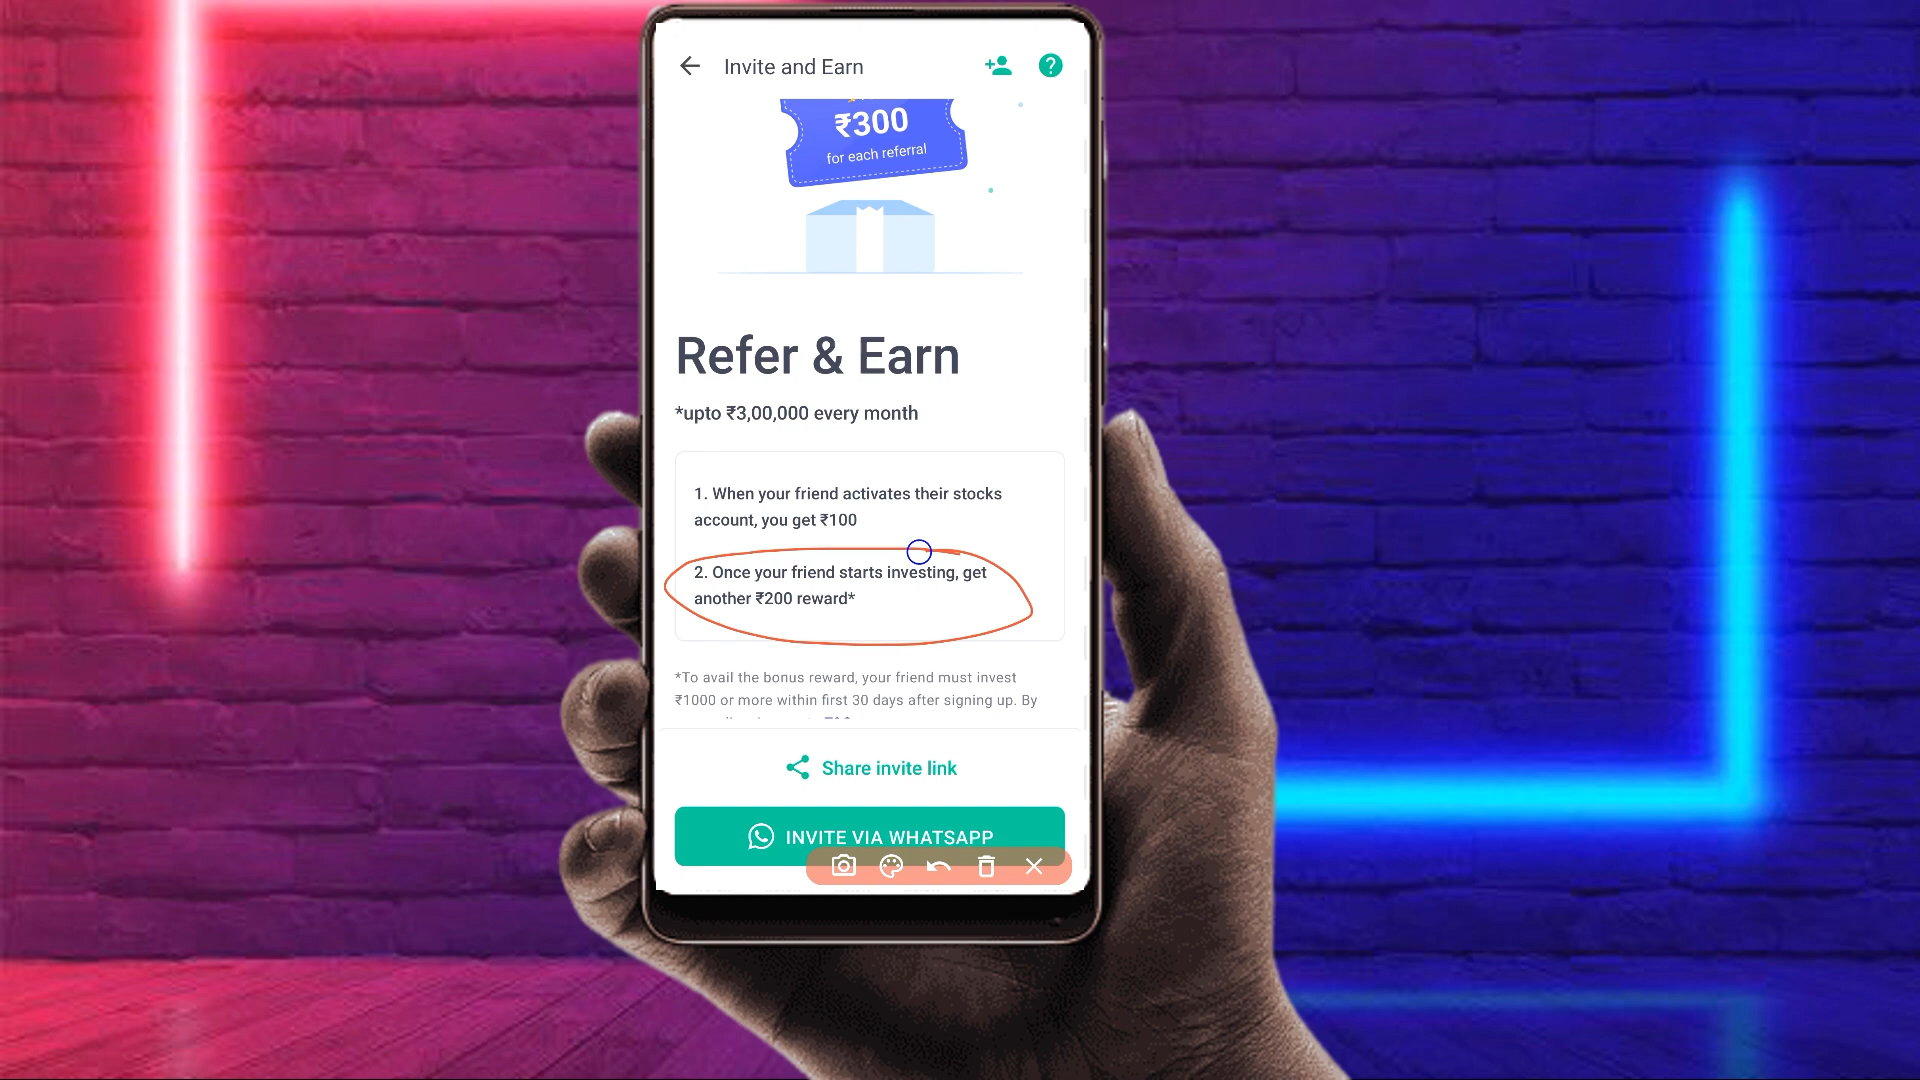 Invite and Earn
₹300
for each referral
Refer & Earn
*upto ₹3,00,000 every month
1. When your friend activates their stocks
account, you get ₹100
2. Once your friend starts investing, get
another ₹200 reward*
*To avail the bonus reward, your friend must invest
₹1000 or more within first 30 days after signing up. By
Share invite link
INVITE VIA WHATSAPP